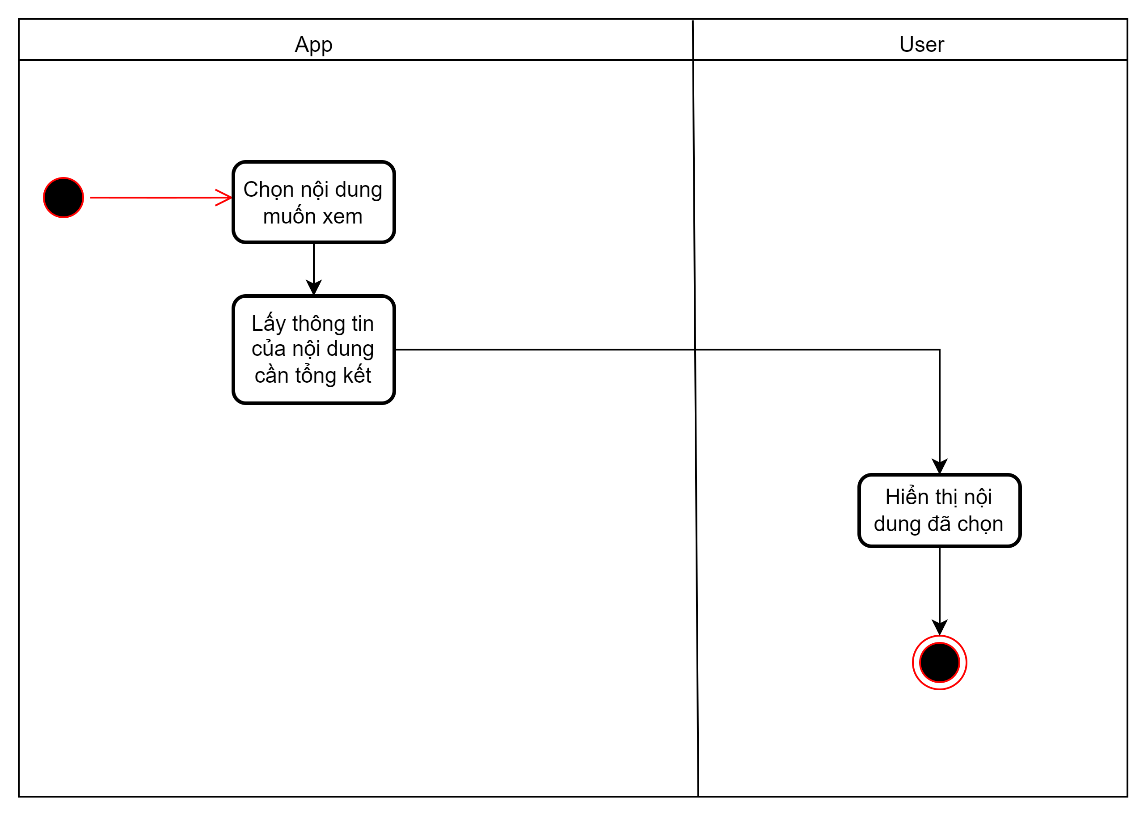 App
User
Chọn nội dung
muốn xem
Lấy thông tin
của nội dung
cần tổng kết
Hiển thị nội
dung đã chọn